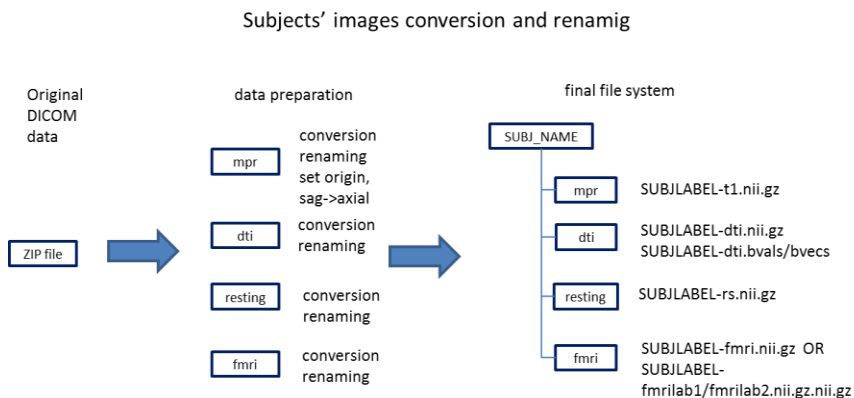 Subjects' images conversion and renamig
Original
DICOM
data
ZIP file
data preparation
mpr
conversion
renaming
set origin,
sag->axial
dti
conversion
renaming
resting
conversion
renaming
fmri
conversion
renaming
final file system
SUBJ_NAME
mpr
SUBJLABEL-t1.nii.gz
dti
SUBJLABEL-dti.nii.gz
SUBJLABEL-dti.bvals/bvecs
resting
SUBJLABEL-rs.nii.gz
fmri
SUBJLABEL-fmri.nii.gz OR
SUBJLABEL-
fmrilab1/fmrilab2.nii.gz.nii.gz